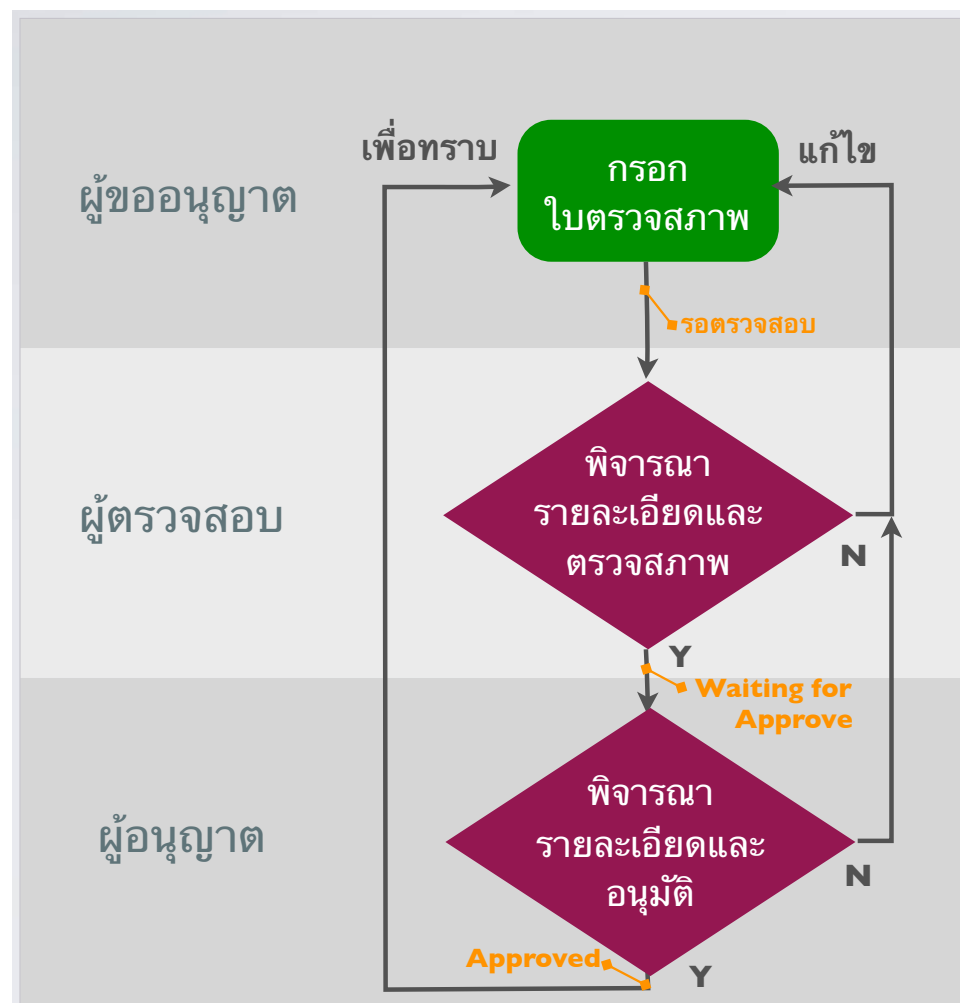 เพื่อทราบ
กรอก
ใบตรวจสภาพ
แก้ไข
ผู้ขออนุญาต
รอตรวจสอบ
ผู้ตรวจสอบ
พิจารณา
รายละเอียดและ
ตรวจสภาพ
N
Y
Waiting for
Approve
ผู้อนุญาต
พิจารณา
รายละเอียดและ
อนุมัติ
N
Approved
Y